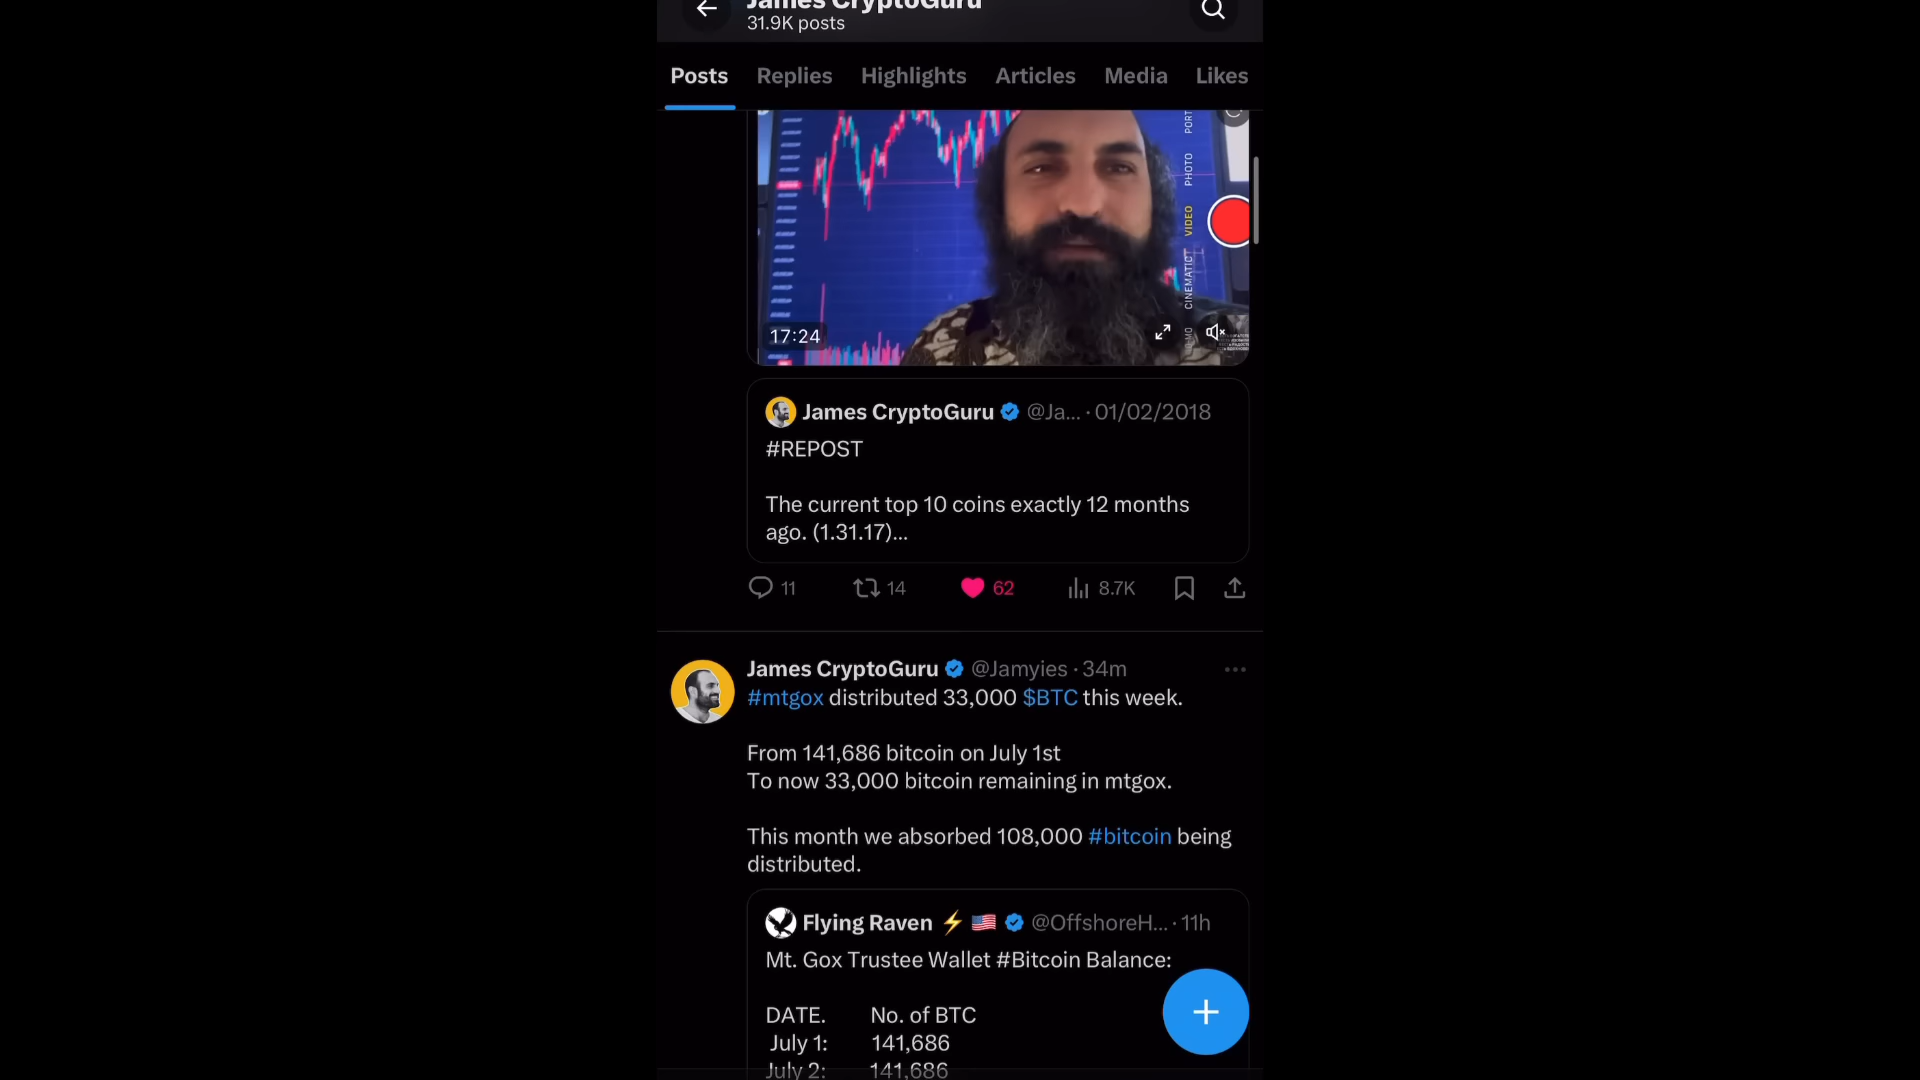 James CryptoGuru
31.9K posts
Posts Replies Highlights Articles Media Likes
PORT
PHOTO
VIDEO
CINEMATIC
17:24
James CryptoGuru @Ja... · 01/02/2018
#REPOST
The current top 10 coins exactly 12 months
ago. (1.31.17)...
11 14 62 8.7K
James CryptoGuru @Jamyies · 34m
#mtgox distributed 33,000 $BTC this week.
From 141,686 bitcoin on July 1st
To now 33,000 bitcoin remaining in mtgox.
This month we absorbed 108,000 #bitcoin being
distributed.
Flying Raven ⚡ 🇺🇸 @OffshoreH... · 11h
Mt. Gox Trustee Wallet #Bitcoin Balance:
DATE. No. of BTC
July 1: 141,686
July 2: 141,686